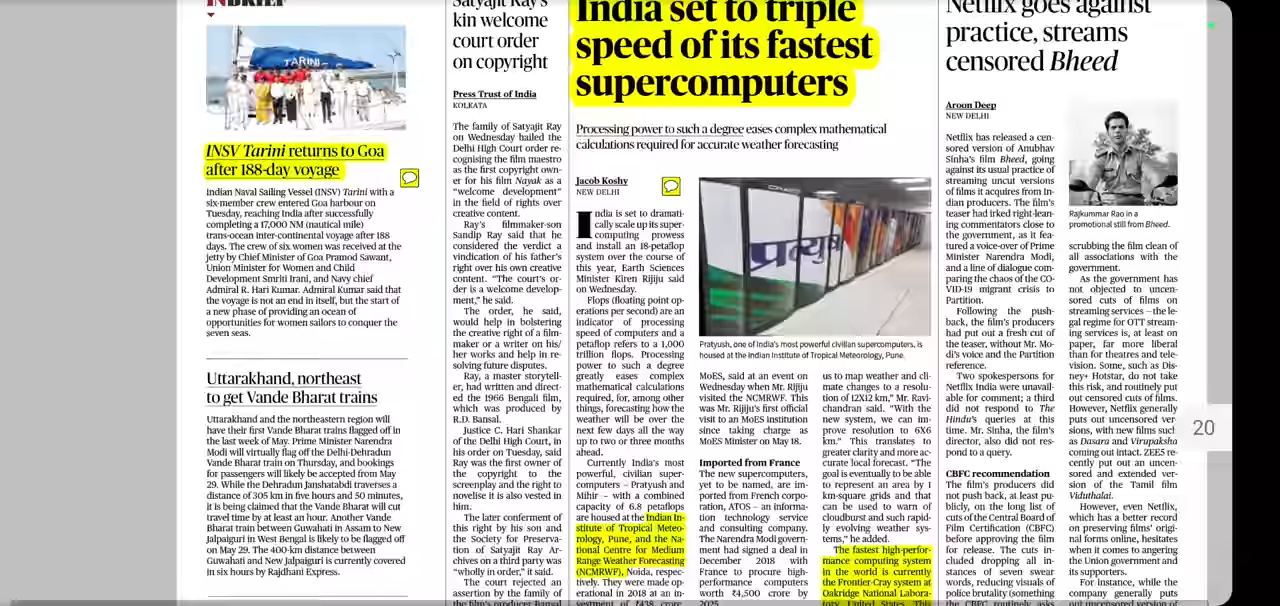 INBRIEF
TARINI
INSV Tarini returns to Goa
after 188-day voyage
Indian Naval Sailing Vessel (INSV) Tarini with a
six-member crew entered Goa harbour on
Tuesday, reaching India after successfully
completing a 17,000 NM (nautical mile)
trans-ocean inter-continental voyage after 188
days. The crew of six women was received at the
jetty by Chief Minister of Goa Pramod Sawant,
Union Minister for Women and Child
Development Smriti Irani, and Navy chief
Admiral R. Hari Kumar. Admiral Kumar said that
the voyage is not an end in itself, but the start of
a new phase of providing an ocean of
opportunities for women sailors to conquer the
seven seas.
Uttarakhand, northeast
to get Vande Bharat trains
Uttarakhand and the northeastern region will
have their first Vande Bharat trains flagged off in
the last week of May. Prime Minister Narendra
Modi will virtually flag off the Delhi-Dehradun
Vande Bharat train on Thursday, and bookings
for passengers will likely be accepted from May
29. While the Dehradun Janshatabdi traverses a
distance of 305 km in five hours and 50 minutes,
it is being claimed that the Vande Bharat will cut
travel time by at least an hour. Another Vande
Bharat train between Guwahati in Assam to New
Jalpaiguri in West Bengal is likely to be flagged off
on May 29. The 400-km distance between
Guwahati and New Jalpaiguri is currently covered
in six hours by Rajdhani Express.
Satyajit Ray's
kin welcome
court order
on copyright
Press Trust of India
KOLKATA
The family of Satyajit Ray
on Wednesday hailed the
Delhi High Court order re-
cognising the film maestro
as the first copyright own-
er for his film Nayak as a
"welcome development"
in the field of rights over
creative content.
Ray's filmmaker-son
Sandip Ray said that he
considered the verdict a
vindication of his father's
right over his own creative
content. "The court's or-
der is a welcome develop-
ment," he said.
The order, he said,
would help in bolstering
the creative right of a film-
maker or a writer on his/
her works and help in re-
solving future disputes.
Ray, a master storytell-
er, had written and direct-
ed the 1966 Bengali film,
which was produced by
R.D. Bansal.
Justice C. Hari Shankar
of the Delhi High Court, in
his order on Tuesday, said
Ray was the first owner of
the copyright to the
screenplay and the right to
novelise it is also vested in
him.
The later conferment of
this right by his son and
the Society for Preserva-
tion of Satyajit Ray Ar-
chives on a third party was
"wholly in order," it said.
The court rejected an
assertion by the family of
the film's producer Bansal
India set to triple
speed of its fastest
supercomputers
Processing power to such a degree eases complex mathematical
calculations required for accurate weather forecasting
Jacob Koshy
NEW DELHI
India is set to dramati-
cally scale up its super-
computing prowess
and install an 18-petaflop
system over the course of
this year, Earth Sciences
Minister Kiren Rijiju said
on Wednesday.
Flops (floating point op-
erations per second) are an
indicator of processing
speed of computers and a
petaflop refers to a 1,000
trillion flops. Processing
power to such a degree
greatly eases complex
mathematical calculations
required, for, among other
things, forecasting how the
weather will be over the
next few days all the way
up to two or three months
ahead.
Currently India's most
powerful, civilian super-
computers – Pratyush and
Mihir – with a combined
capacity of 6.8 petaflops
are housed at the Indian In-
stitute of Tropical Meteo-
rology, Pune, and the Na-
tional Centre for Medium
Range Weather Forecasting
(NCMRWF), Noida, respec-
tively. They were made op-
erational in 2018 at an in-
vestment of ₹438 crore,
प्रत्युष
Pratyush, one of India's most powerful civilian supercomputers, is
housed at the Indian Institute of Tropical Meteorology, Pune.
MoES, said at an event on
Wednesday when Mr. Rijiju
visited the NCMRWF. This
was Mr. Rijiju's first official
visit to an MoES institution
since taking charge as
MoES Minister on May 18.
Imported from France
The new supercomputers,
yet to be named, are im-
ported from French corpo-
ration, ATOS – an informa-
tion technology service
and consulting company.
The Narendra Modi govern-
ment had signed a deal in
December 2018 with
France to procure high-
performance computers
worth ₹4,500 crore by
2025.
us to map weather and cli-
mate changes to a resolu-
tion of 12X12 km," Mr. Ravi-
chandran said. "With the
new system, we can im-
prove resolution to 6X6
km." This translates to
greater clarity and more ac-
curate local forecast. "The
goal is eventually to be able
to represent an area by 1
km-square grids and that
can be used to warn of
cloudburst and such rapid-
ly evolving weather sys-
tems," he added.
The fastest high-perfor-
mance computing system
in the world is currently
the Frontier-Cray system at
Oakridge National Labora-
tory, United States. This
Netflix goes against
practice, streams
censored Bheed
Aroon Deep
NEW DELHI
Netflix has released a cen-
sored version of Anubhav
Sinha's film Bheed, going
against its usual practice of
streaming uncut versions
of films it acquires from In-
dian producers. The film's
teaser had irked right-lean-
ing commentators close to
the government, as it fea-
tured a voice-over of Prime
Minister Narendra Modi,
and a line of dialogue com-
paring the chaos of the CO-
VID-19 migrant crisis to
Partition.
Following the push-
back, the film's producers
had put out a fresh cut of
the teaser, without Mr. Mo-
di's voice and the Partition
reference.
Two spokespersons for
Netflix India were unavail-
able for comment; a third
did not respond to The
Hindu's queries at this
time. Mr. Sinha, the film's
director, also did not res-
pond to a query.
CBFC recommendation
The film's producers did
not push back, at least pu-
blicly, on the long list of
cuts of the Central Board of
Film Certification (CBFC)
before approving the film
for release. The cuts in-
cluded dropping all in-
stances of seven swear
words, reducing visuals of
police brutality (something
the CBFC routinely asks
Rajkummar Rao in a
promotional still from Bheed.
scrubbing the film clean of
all associations with the
government.
As the government has
not objected to uncen-
sored cuts of films on
streaming services – the le-
gal regime for OTT stream-
ing services is, at least on
paper, far more liberal
than for theatres and tele-
vision. Some, such as Dis-
ney+ Hotstar, do not take
this risk, and routinely put
out censored cuts of films.
However, Netflix generally
puts out uncensored ver-
sions, with new films such
as Dasara and Virupaksha
coming out intact. ZEE5 re-
cently put out an uncen-
sored and extended ver-
sion of the Tamil film
Viduthalai.
However, even Netflix,
which has a better record
on preserving films' origi-
nal forms online, hesitates
when it comes to angering
the Union government and
its supporters.
For instance, while the
company generally puts
out uncensored version of
20